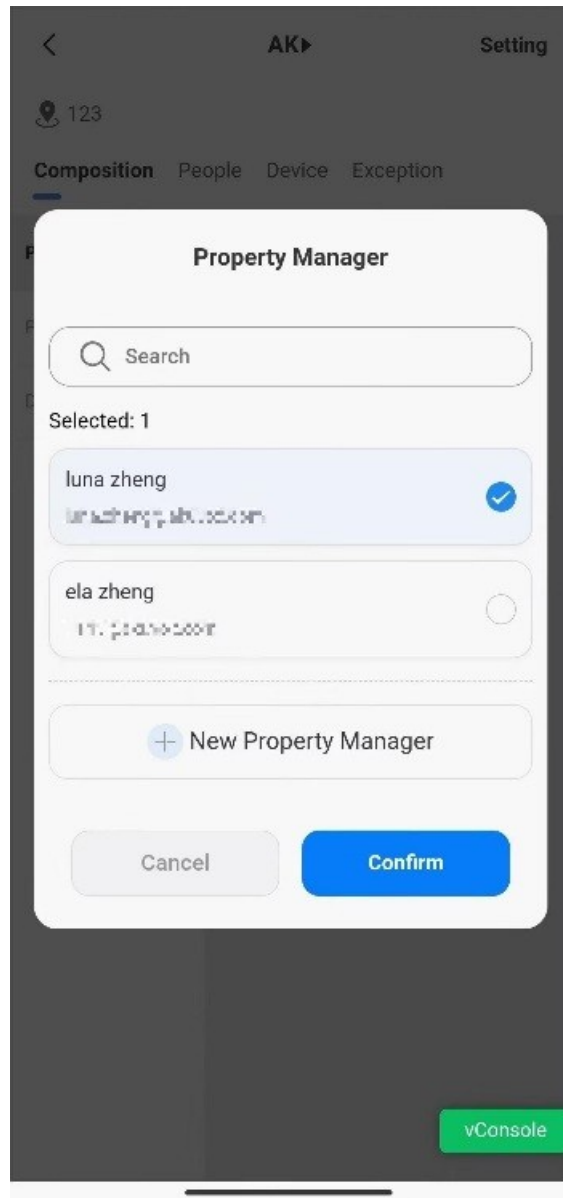 AK
Setting
123
Composition People Device Exception
P
Property Manager
Search
Selected: 1
luna zheng
ela zheng
New Property Manager
Cancel Confirm
vConsole